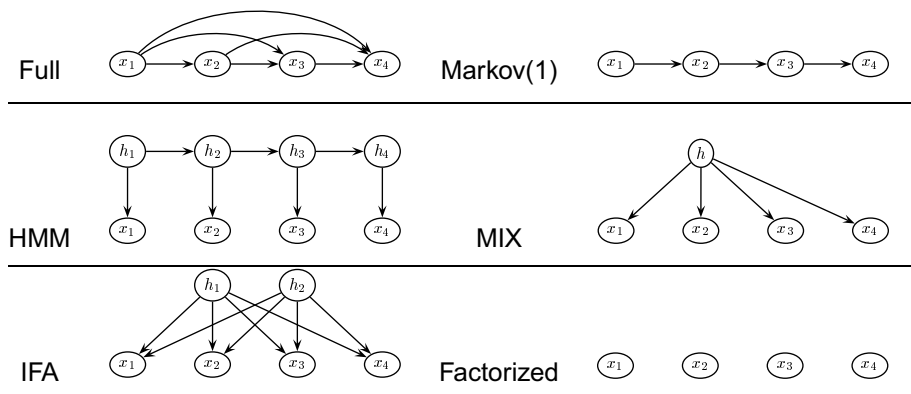 Full x₁ x₂ x₃ x₄ Markov(1) x₁ x₂ x₃ x₄
h₁ h₂ h₃ h₄ h
HMM x₁ x₂ x₃ x₄ MIX x₁ x₂ x₃ x₄
h₁ h₂
IFA x₁ x₂ x₃ x₄ Factorized x₁ x₂ x₃ x₄